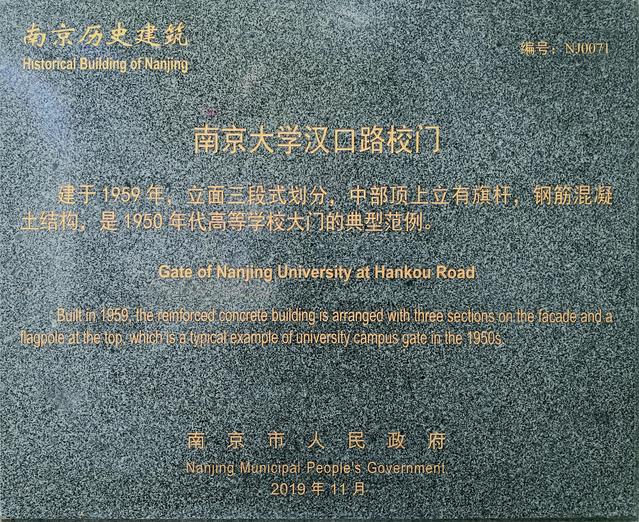 南京历史建筑
Historical Building of Nanjing
编号：NJ0071
南京大学汉口路校门
建于1959年，立面三段式划分，中部顶上立有旗杆，钢筋混凝
土结构，是1950年代高等学校大门的典型范例。
Gate of Nanjing University at Hankou Road
Built in 1959, the reinforced concrete building is arranged with three sections on the facade and a
flagpole at the top, which is a typical example of university campus gate in the 1950s.
南京市人民政府
Nanjing Municipal People's Government
2019年11月